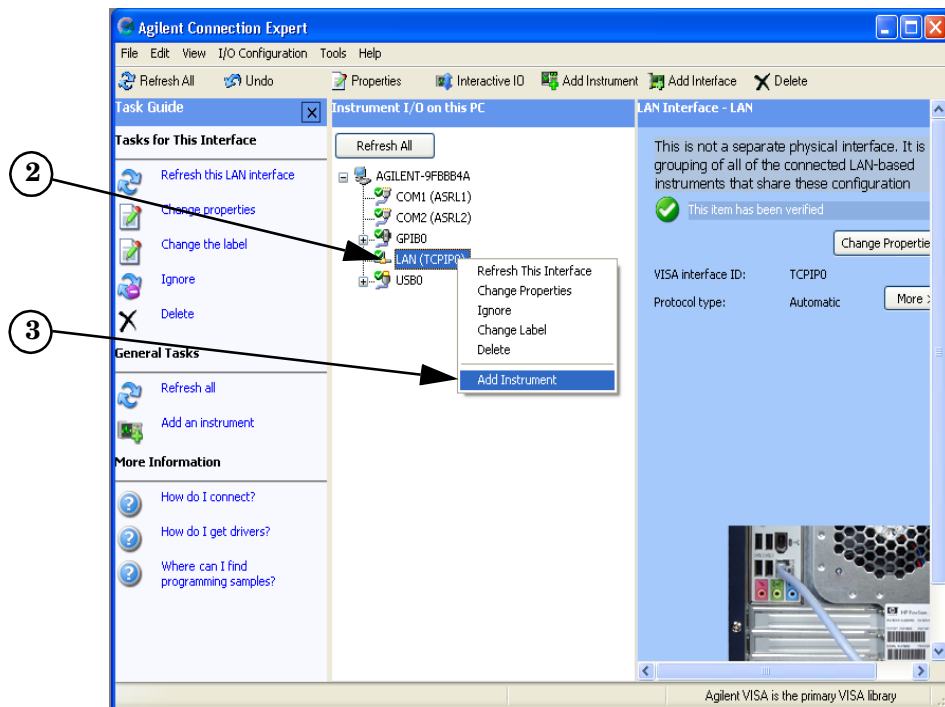 Agilent Connection Expert
File Edit View I/O Configuration Tools Help
Refresh All Undo Properties Interactive IO Add Instrument Add Interface Delete
Task Guide
Tasks for This Interface
Refresh this LAN interface
Change properties
Change the label
Ignore
Delete
General Tasks
Refresh all
Add an instrument
More Information
How do I connect?
How do I get drivers?
Where can I find
programming samples?
2
3
Instrument I/O on this PC
Refresh All
AGILENT-9FBBB4A
COM1 (ASRL1)
COM2 (ASRL2)
GPIB0
LAN (TCPIP0)
USB0
Refresh This Interface
Change Properties
Ignore
Change Label
Delete
Add Instrument
LAN Interface - LAN
This is not a separate physical interface. It is
grouping of all of the connected LAN-based
instruments that share these configuration
This item has been verified
Change Propertie
VISA interface ID: TCPIP0
Protocol type: Automatic
More
Agilent VISA is the primary VISA library